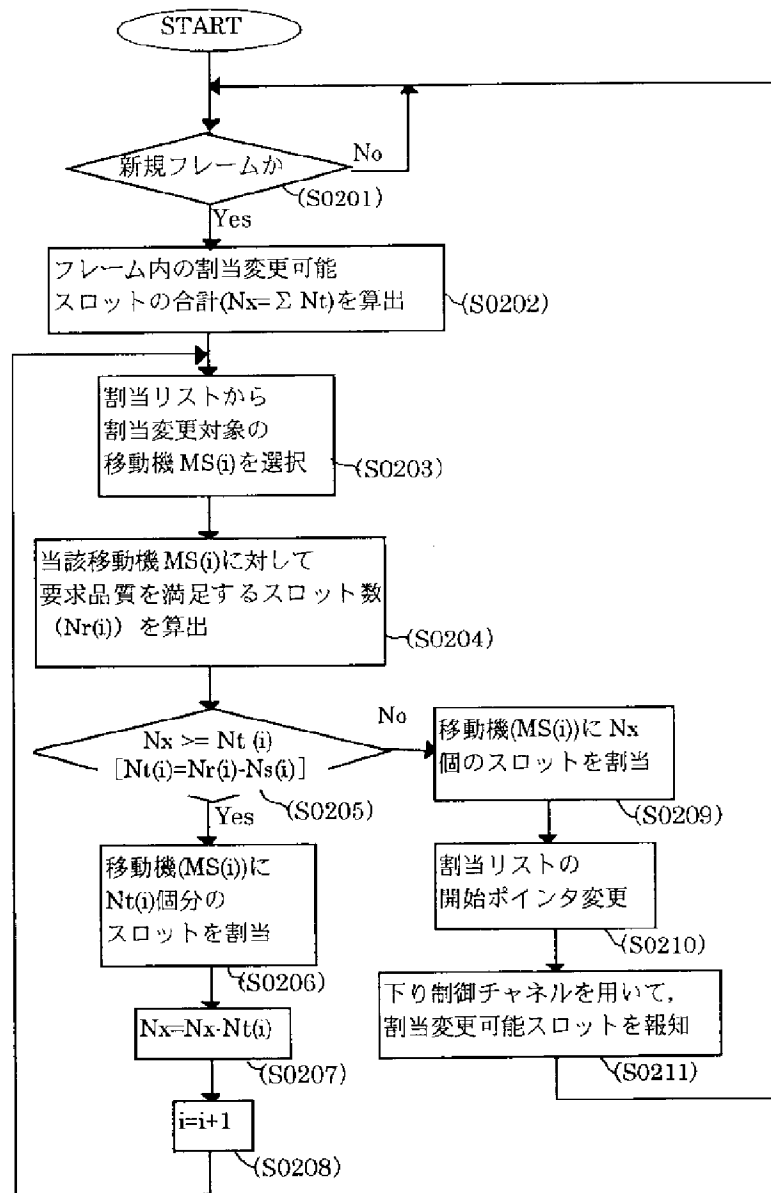 START
新規フレームか
No
(S0201)
Yes
フレーム内の割当変更可能
スロットの合計(Nx=Σ Nt)を算出
(S0202)
割当リストから
割当変更対象の
移動機 MS(i)を選択
(S0203)
当該移動機 MS(i)に対して
要求品質を満足するスロット数
(Nr(i)) を算出
(S0204)
Nx >= Nt (i)
[Nt(i)=Nr(i)-Ns(i)]
(S0205)
No
Yes
移動機(MS(i))に
Nt(i)個分の
スロットを割当
(S0206)
Nx=Nx-Nt(i)
(S0207)
i=i+1
(S0208)
移動機(MS(i))に Nx
個のスロットを割当
(S0209)
割当リストの
開始ポインタ変更
(S0210)
下り制御チャネルを用いて,
割当変更可能スロットを報知
(S0211)